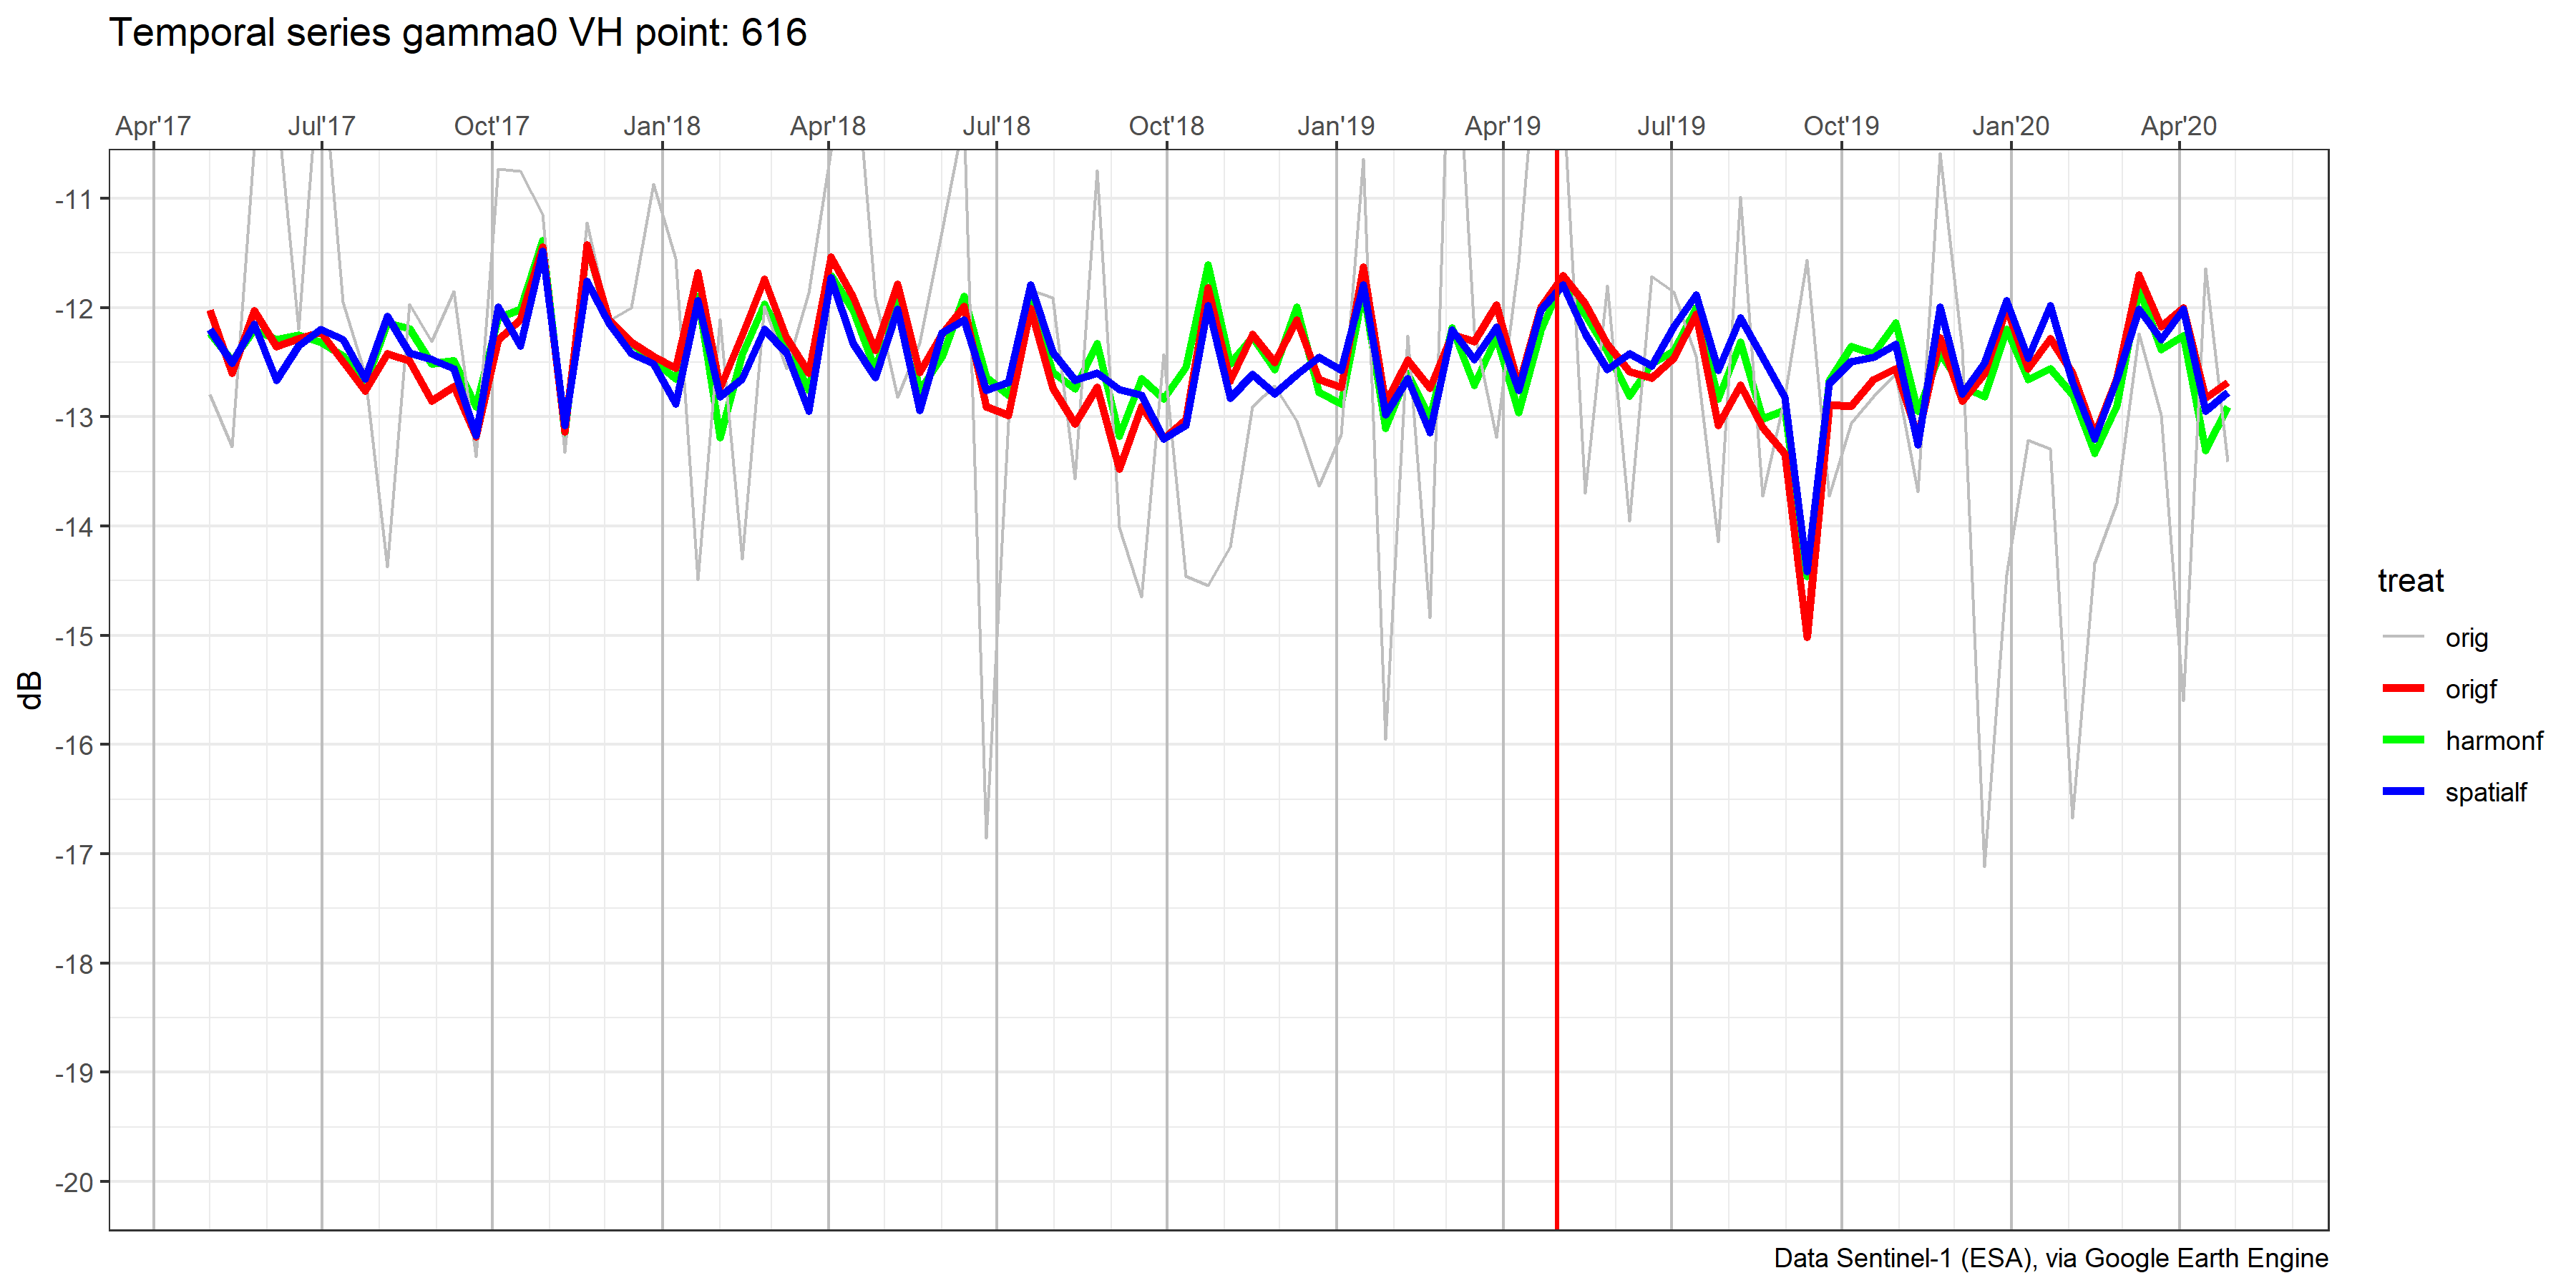 Temporal series gamma0 VH point: 616
Apr'17 Jul'17 Oct'17 Jan'18 Apr'18 Jul'18 Oct'18 Jan'19 Apr'19 Jul'19 Oct'19 Jan'20 Apr'20
-11
-12
-13
-14
-15
-16
-17
-18
-19
-20
dB
treat
orig
origf
harmonf
spatialf
Data Sentinel-1 (ESA), via Google Earth Engine